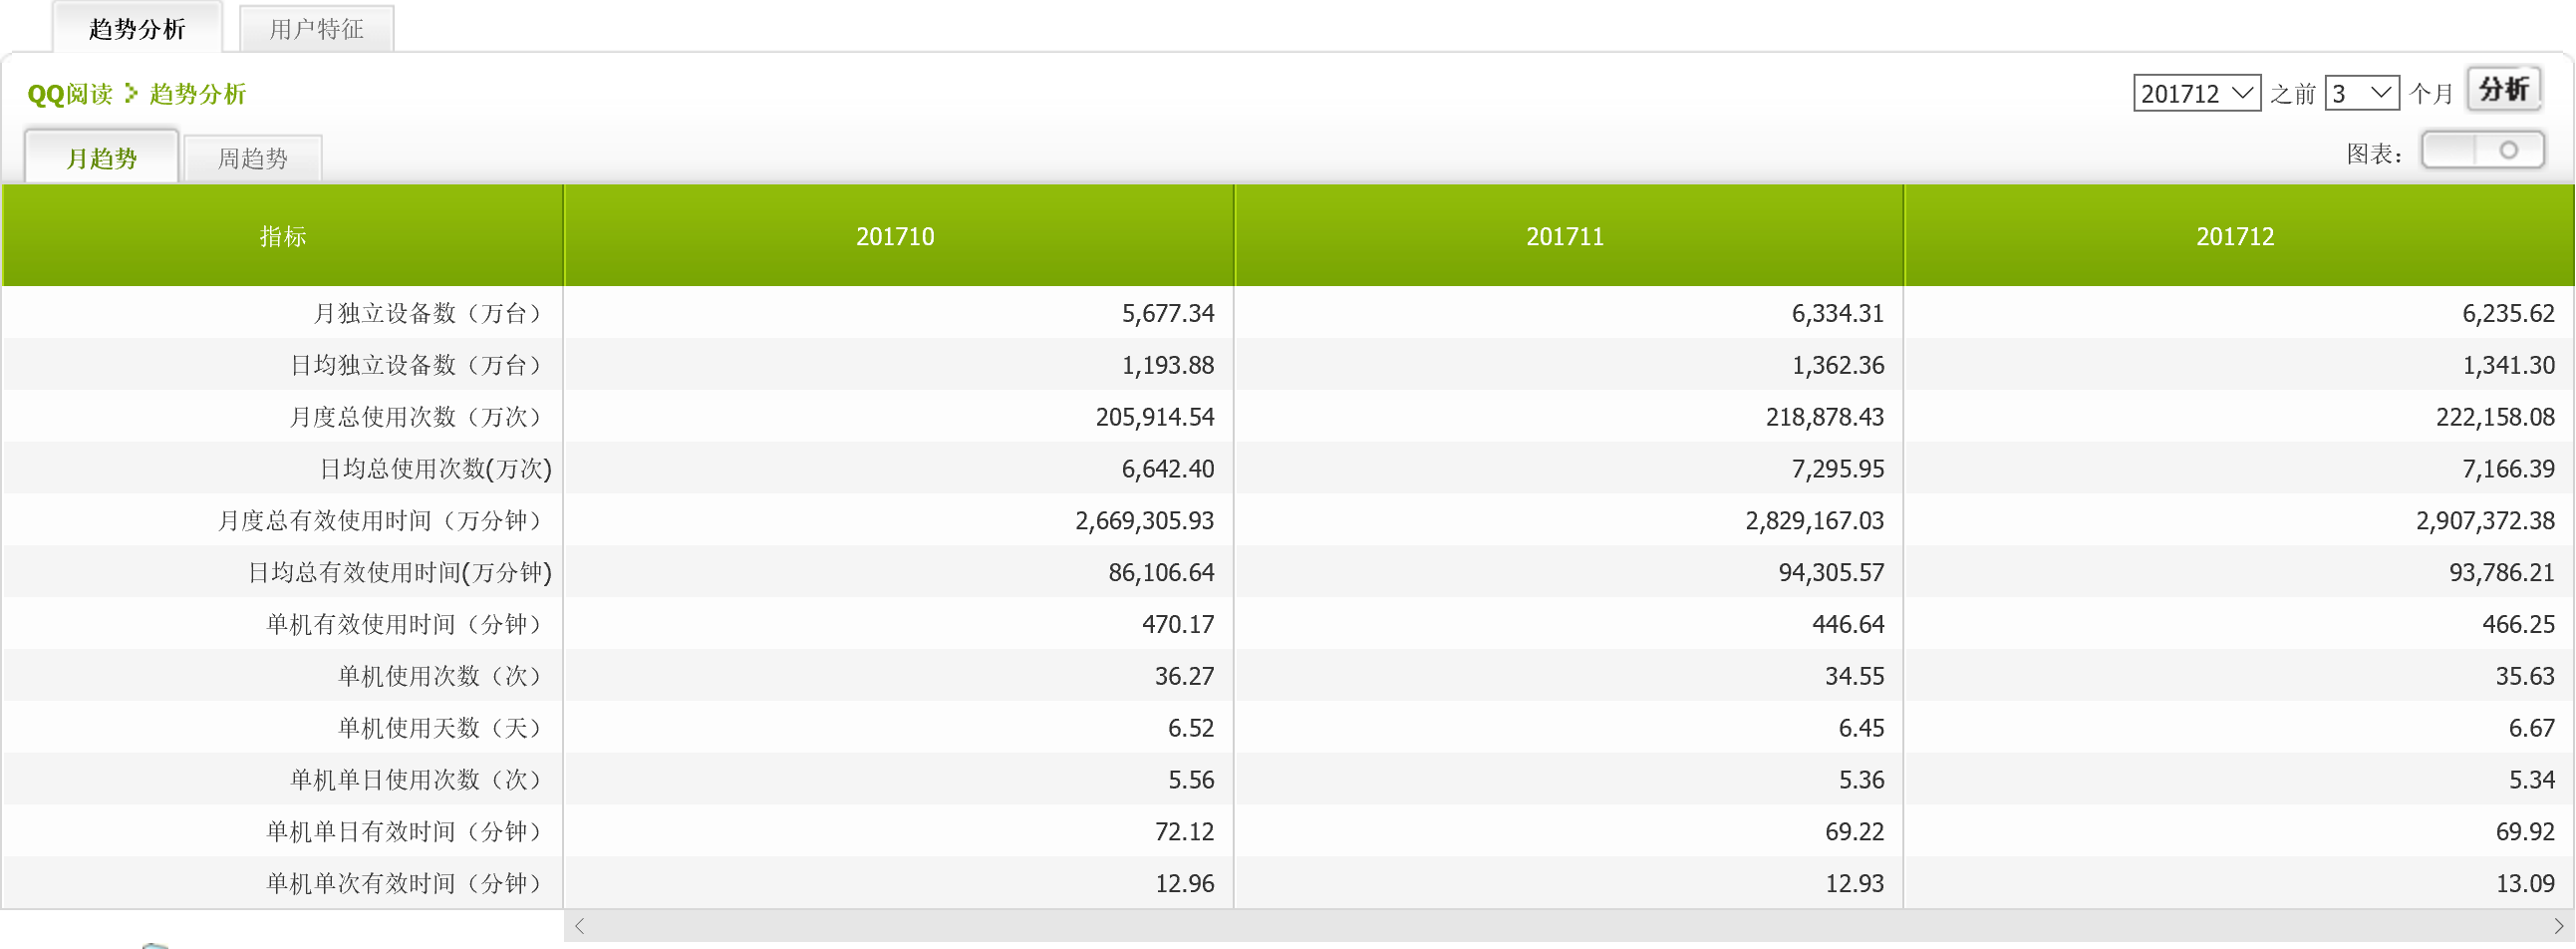 趋势分析 用户特征
QQ阅读 趋势分析 201712 之前 3 个月 分析
月趋势 周趋势 图表：
指标 201710 201711 201712
月独立设备数（万台） 5,677.34 6,334.31 6,235.62
日均独立设备数（万台） 1,193.88 1,362.36 1,341.30
月度总使用次数（万次） 205,914.54 218,878.43 222,158.08
日均总使用次数(万次) 6,642.40 7,295.95 7,166.39
月度总有效使用时间（万分钟） 2,669,305.93 2,829,167.03 2,907,372.38
日均总有效使用时间(万分钟) 86,106.64 94,305.57 93,786.21
单机有效使用时间（分钟） 470.17 446.64 466.25
单机使用次数（次） 36.27 34.55 35.63
单机使用天数（天） 6.52 6.45 6.67
单机单日使用次数（次） 5.56 5.36 5.34
单机单日有效时间（分钟） 72.12 69.22 69.92
单机单次有效时间（分钟） 12.96 12.93 13.09